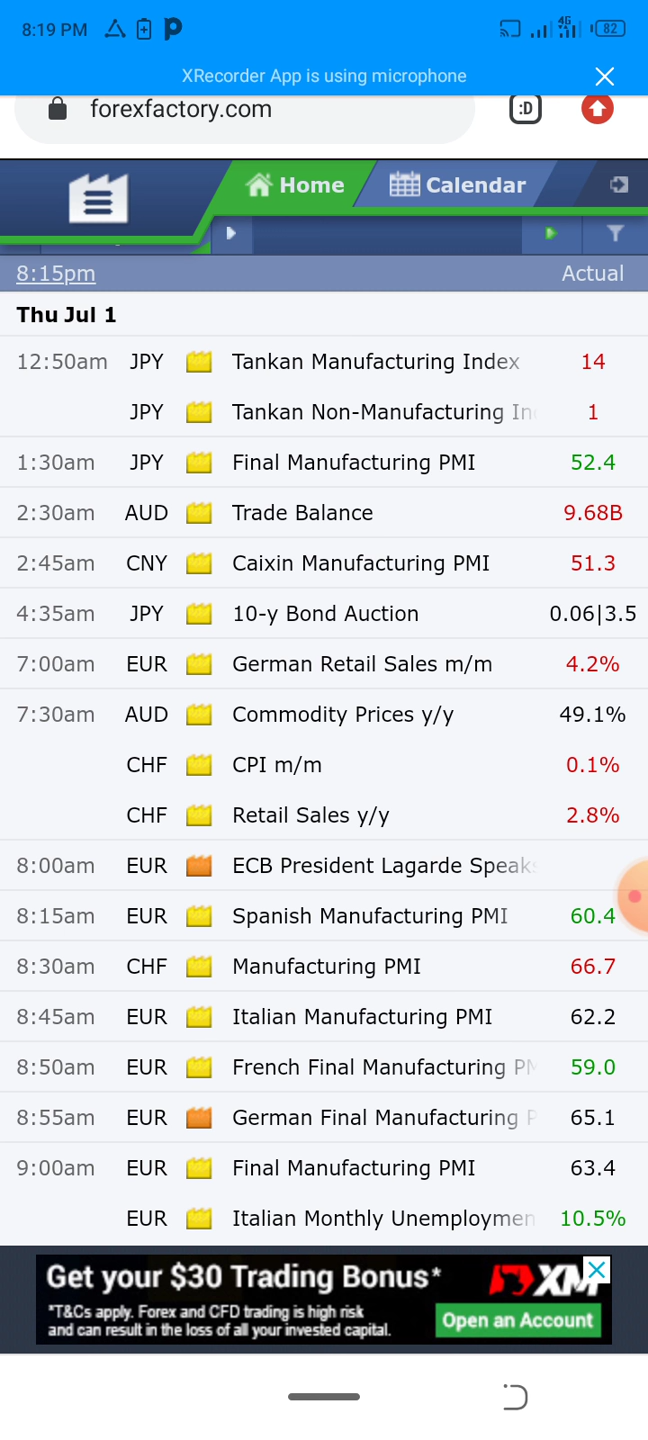 8:19 PM 4G 82
XRecorder App is using microphone
forexfactory.com :D
Home Calendar
8:15pm Actual
Thu Jul 1
12:50am JPY Tankan Manufacturing Index 14
JPY Tankan Non-Manufacturing In 1
1:30am JPY Final Manufacturing PMI 52.4
2:30am AUD Trade Balance 9.68B
2:45am CNY Caixin Manufacturing PMI 51.3
4:35am JPY 10-y Bond Auction 0.06|3.5
7:00am EUR German Retail Sales m/m 4.2%
7:30am AUD Commodity Prices y/y 49.1%
CHF CPI m/m 0.1%
CHF Retail Sales y/y 2.8%
8:00am EUR ECB President Lagarde Speaks
8:15am EUR Spanish Manufacturing PMI 60.4
8:30am CHF Manufacturing PMI 66.7
8:45am EUR Italian Manufacturing PMI 62.2
8:50am EUR French Final Manufacturing PM 59.0
8:55am EUR German Final Manufacturing P 65.1
9:00am EUR Final Manufacturing PMI 63.4
EUR Italian Monthly Unemploymen 10.5%
Get your $30 Trading Bonus* XM
*T&Cs apply. Forex and CFD trading is high risk
and can result in the loss of all your invested capital.
Open an Account